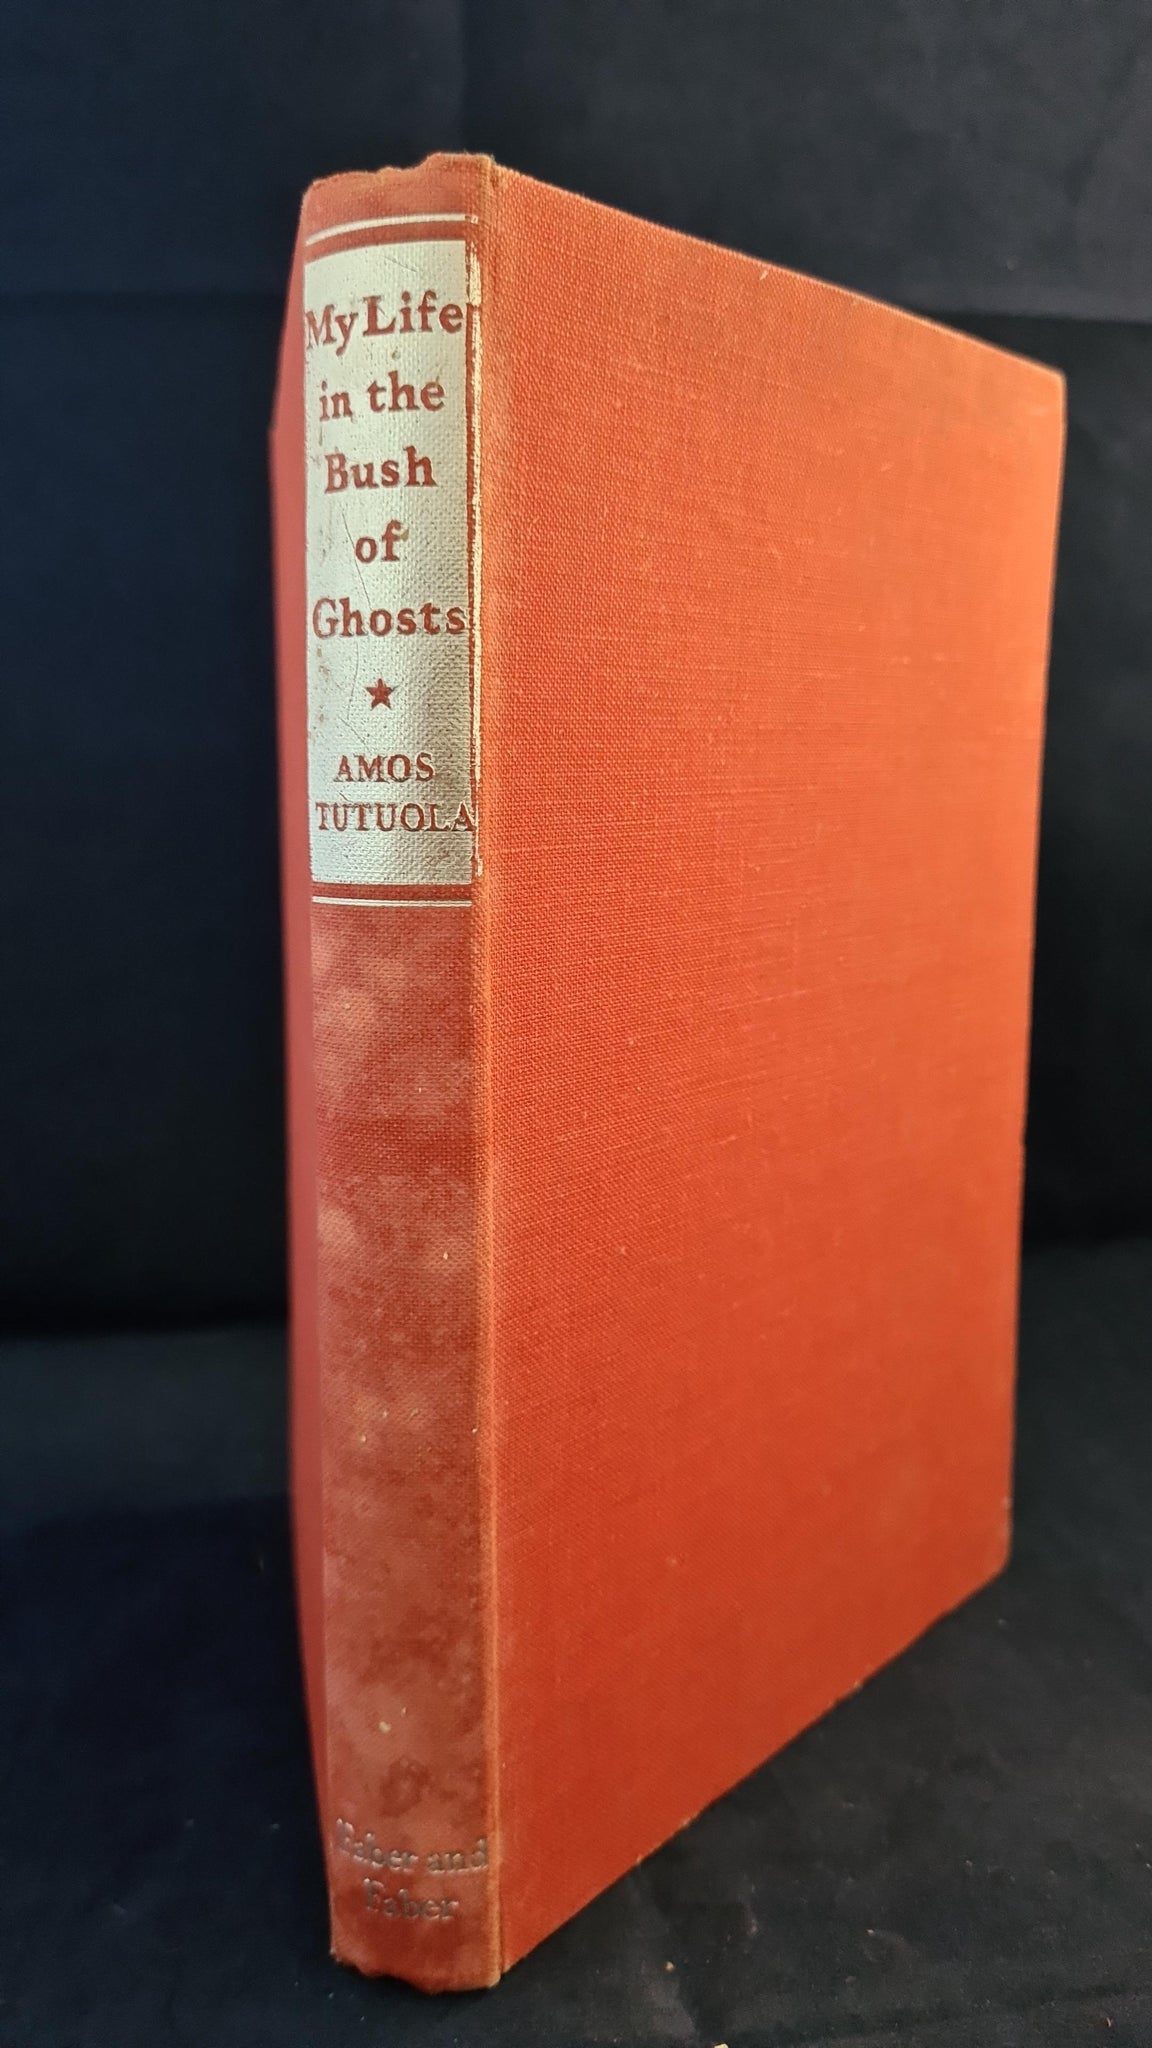 My Life
in the
Bush
of
Ghosts
★
AMOS
TUTUOLA
Faber and
Faber